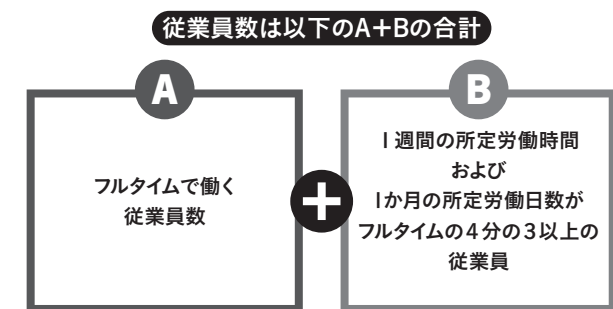 従業員数は以下のA+Bの合計
A
フルタイムで働く
従業員数
+
B
1週間の所定労働時間
および
1か月の所定労働日数が
フルタイムの4分の3以上の
従業員